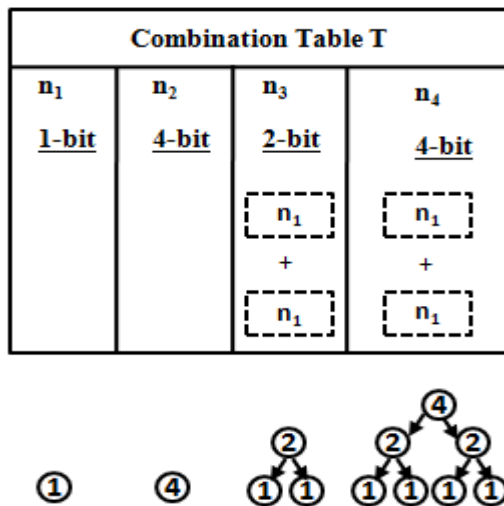 Combination Table T
n₁ n₂ n₃ n₄
1-bit 4-bit 2-bit 4-bit
n₁ n₁
+ +
n₁ n₁
4
2 2 2
1 4 1 1 1 1 1 1